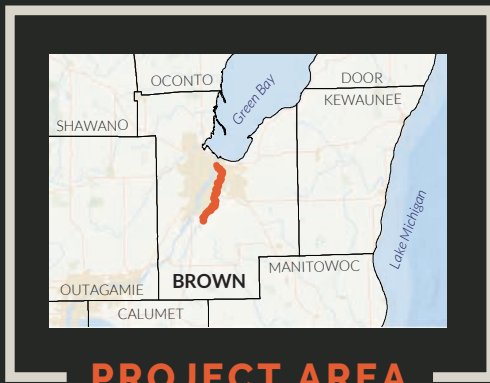 OCONTO
Green Bay
DOOR
KEWAUNEE
SHAWANO
Lake Michigan
BROWN
MANITOWOC
OUTAGAMIE
CALUMET
PROJECT AREA